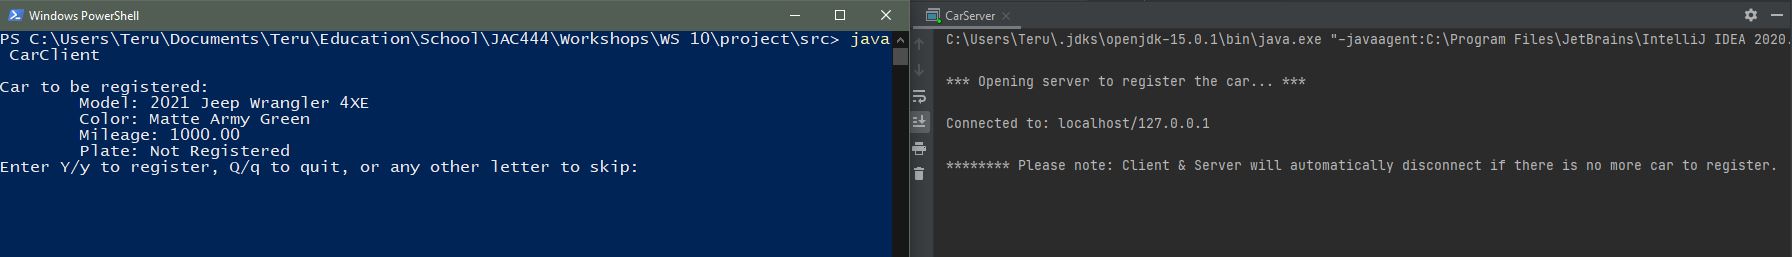 Windows PowerShell
PS C:\Users\Teru\Documents\Teru\Education\School\JAC444\Workshops\WS 10\project\src> java
CarClient
Car to be registered:
Model: 2021 Jeep Wrangler 4XE
Color: Matte Army Green
Mileage: 1000.00
Plate: Not Registered
Enter Y/y to register, Q/q to quit, or any other letter to skip:
CarServer
C:\Users\Teru\.jdks\openjdk-15.0.1\bin\java.exe "-javaagent:C:\Program Files\JetBrains\IntelliJ IDEA 2020.
*** Opening server to register the car... ***
Connected to: localhost/127.0.0.1
******** Please note: Client & Server will automatically disconnect if there is no more car to register.